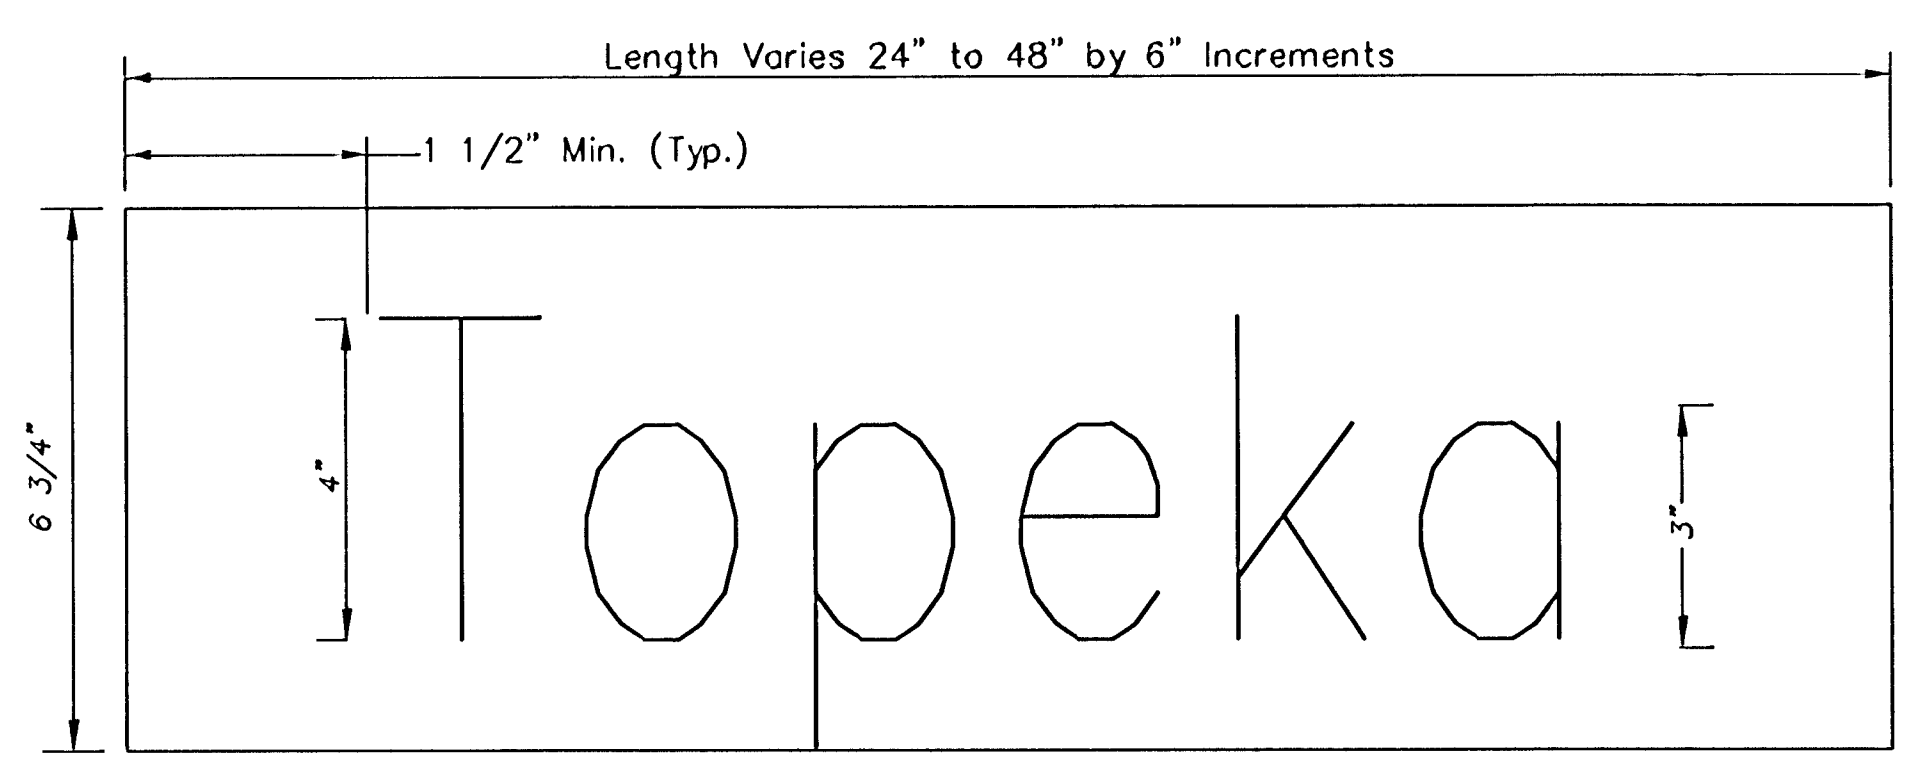 Length Varies 24" to 48" by 6" Increments
1 1/2" Min. (Typ.)
6 3/4"
4"
Topeka
3"